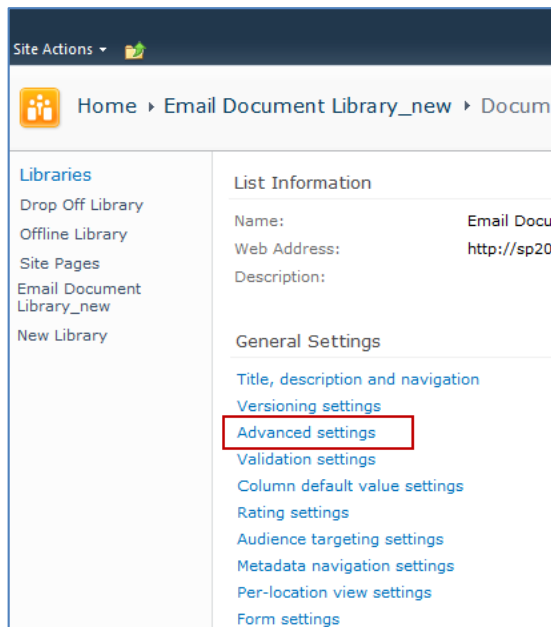 Site Actions
Home Email Document Library_new Docum
Libraries
Drop Off Library
Offline Library
Site Pages
Email Document
Library_new
New Library
List Information
Name: Email Docu
Web Address: http://sp20
Description:
General Settings
Title, description and navigation
Versioning settings
Advanced settings
Validation settings
Column default value settings
Rating settings
Audience targeting settings
Metadata navigation settings
Per-location view settings
Form settings